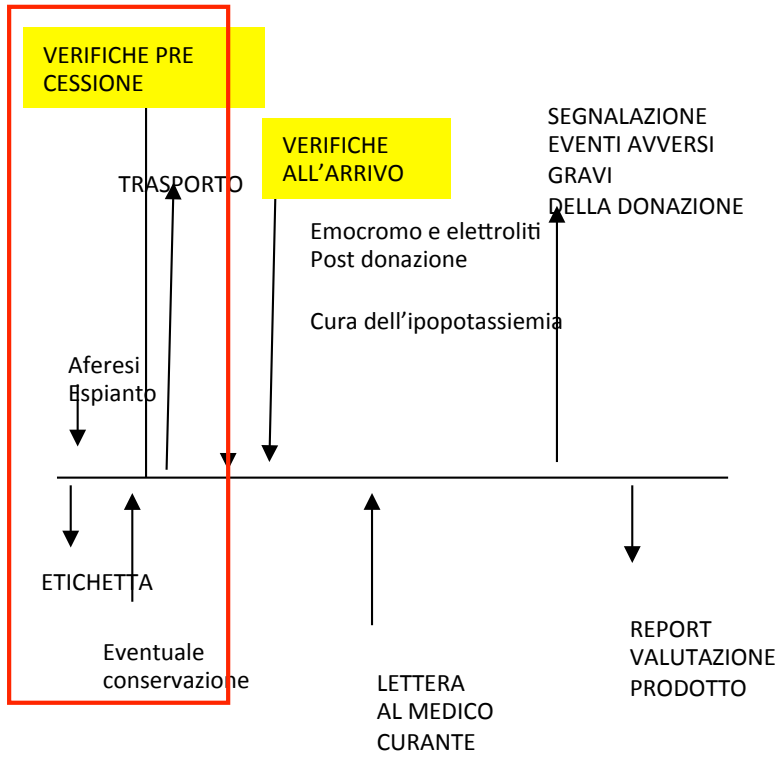 VERIFICHE PRE
CESSIONE
VERIFICHE
ALL'ARRIVO
SEGNALAZIONE
EVENTI AVVERSI
GRAVI
DELLA DONAZIONE
TRASPORTO
Emocromo e elettroliti
Post donazione
Cura dell'ipopotassiemia
Aferesi
Espianto
ETICHETTA
Eventuale
conservazione
LETTERA
AL MEDICO
CURANTE
REPORT
VALUTAZIONE
PRODOTTO